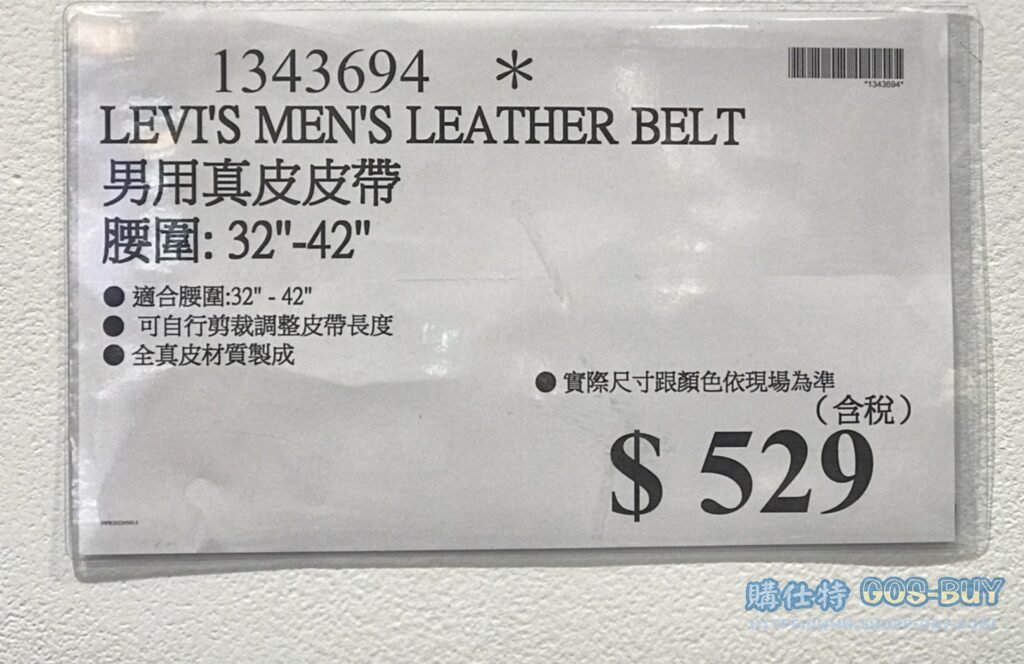 1343694 *
"1343694"
LEVI'S MEN'S LEATHER BELT
男用真皮皮帶
腰圍: 32"-42"
● 適合腰圍:32" - 42"
● 可自行剪裁調整皮帶長度
● 全真皮材質製成
● 實際尺寸跟顏色依現場為準
（含稅）
$ 529
購仕特 GOS-BUY